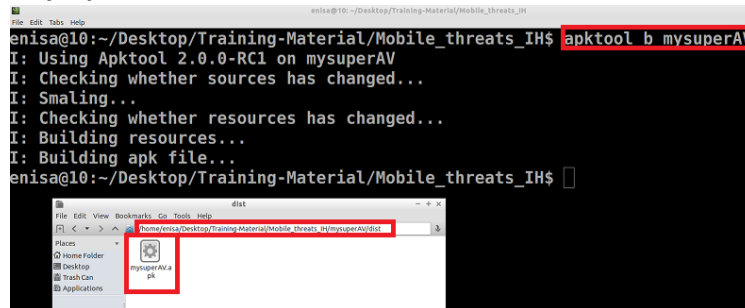 enisa@10: ~/Desktop/Training-Material/Mobile_threats_IH
File Edit Tabs Help
enisa@10:~/Desktop/Training-Material/Mobile_threats_IH$ apktool b mysuperAV
I: Using Apktool 2.0.0-RC1 on mysuperAV
I: Checking whether sources has changed...
I: Smaling...
I: Checking whether resources has changed...
I: Building resources...
I: Building apk file...
enisa@10:~/Desktop/Training-Material/Mobile_threats_IH$
dist
File Edit View Bookmarks Go Tools Help
/home/enisa/Desktop/Training-Material/Mobile_threats_IH/mysuperAV/dist
Places
Home Folder
Desktop
Trash Can
Applications
mysuperAV.a
pk